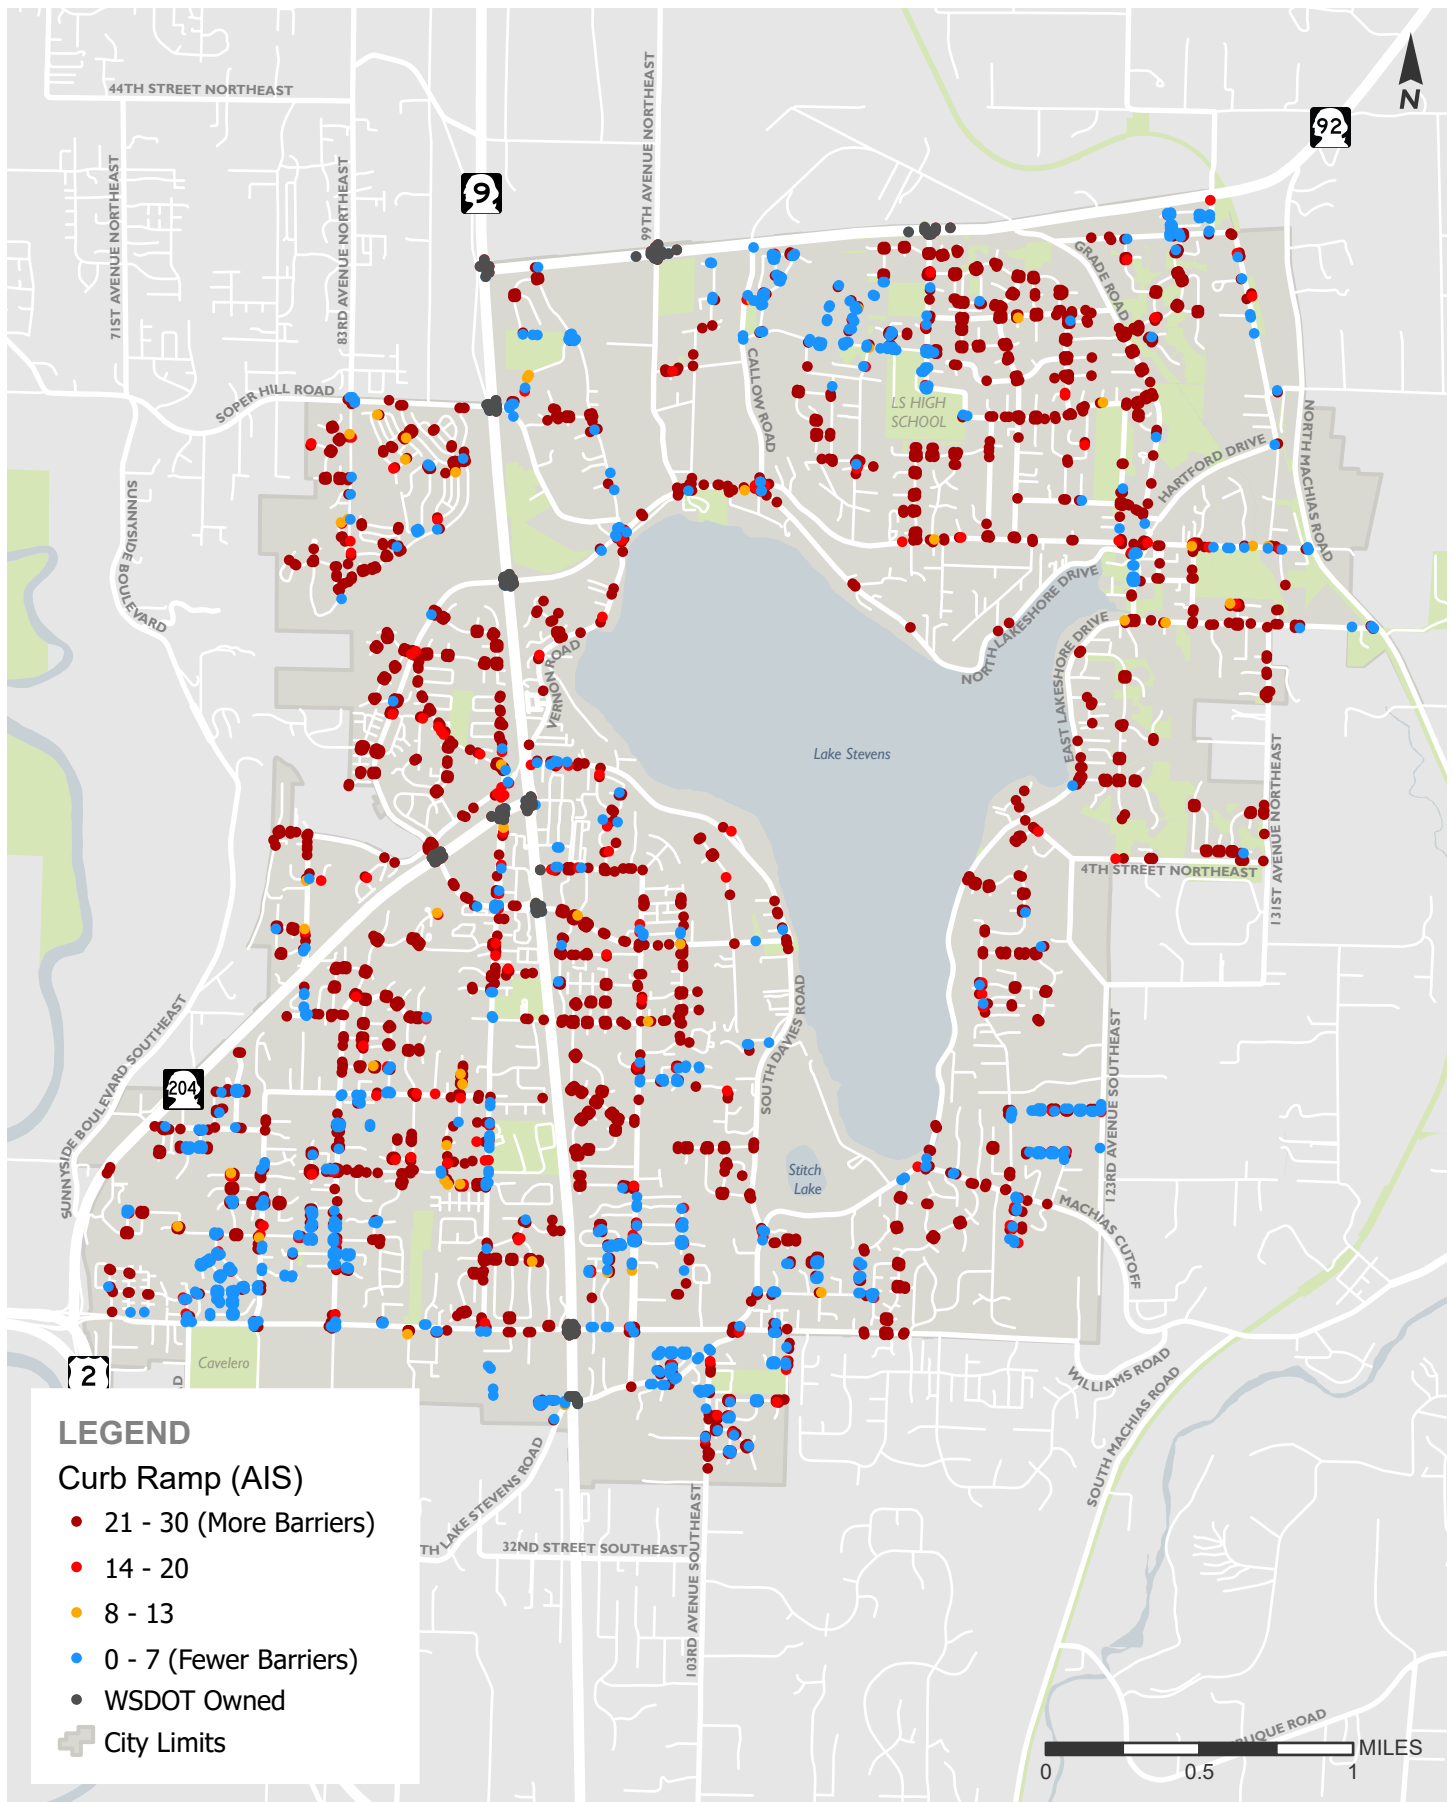 44TH STREET NORTHEAST
71ST AVENUE NORTHEAST
83RD AVENUE NORTHEAST
99TH AVENUE NORTHEAST
92
N
9
GRADE ROAD
SOPER HILL ROAD
CALLOW ROAD
LS HIGH
SCHOOL
HARTFORD DRIVE
NORTH MACHIAS ROAD
SUNNYSIDE BOULEVARD
NORTH LAKESHORE DRIVE
EAST LAKESHORE DRIVE
VERNON ROAD
Lake Stevens
131ST AVENUE NORTHEAST
4TH STREET NORTHEAST
SUNNYSIDE BOULEVARD SOUTHEAST
204
SOUTH DAVIES ROAD
123RD AVENUE SOUTHEAST
Stitch
Lake
MACHIAS CUTOFF
2
Cavelero
AD
WILLIAMS ROAD
SOUTH MACHIAS ROAD
TH LAKE STEVENS ROAD
32ND STREET SOUTHEAST
103RD AVENUE SOUTHEAST
LEGEND
Curb Ramp (AIS)
21 - 30 (More Barriers)
14 - 20
8 - 13
0 - 7 (Fewer Barriers)
WSDOT Owned
City Limits
BUQUE ROAD
MILES
0 0.5 1